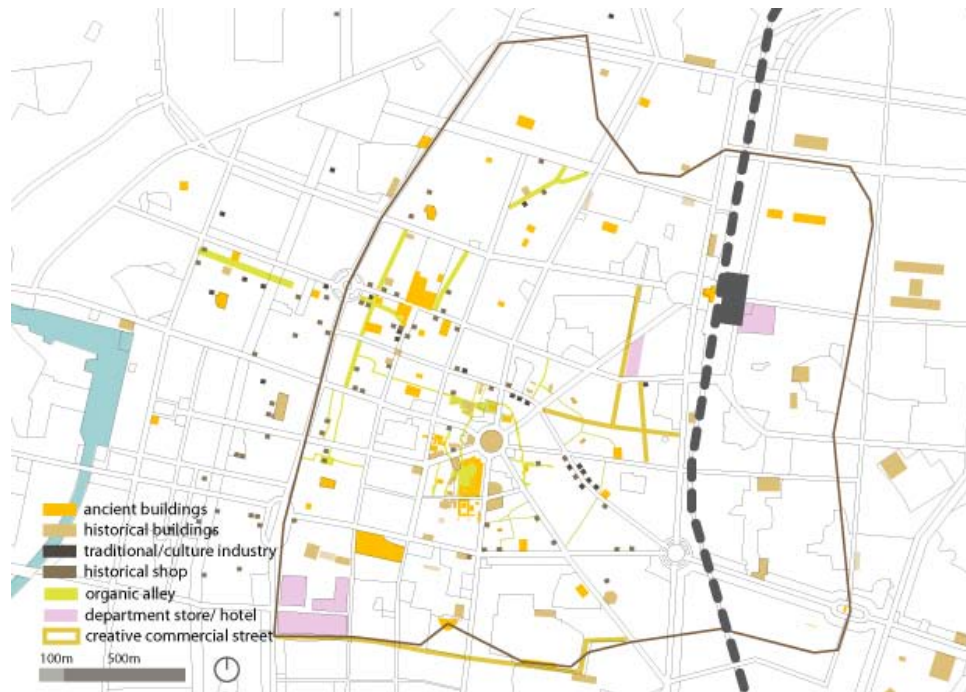 ancient buildings
historical buildings
traditional/culture industry
historical shop
organic alley
department store/ hotel
creative commercial street
100m 500m